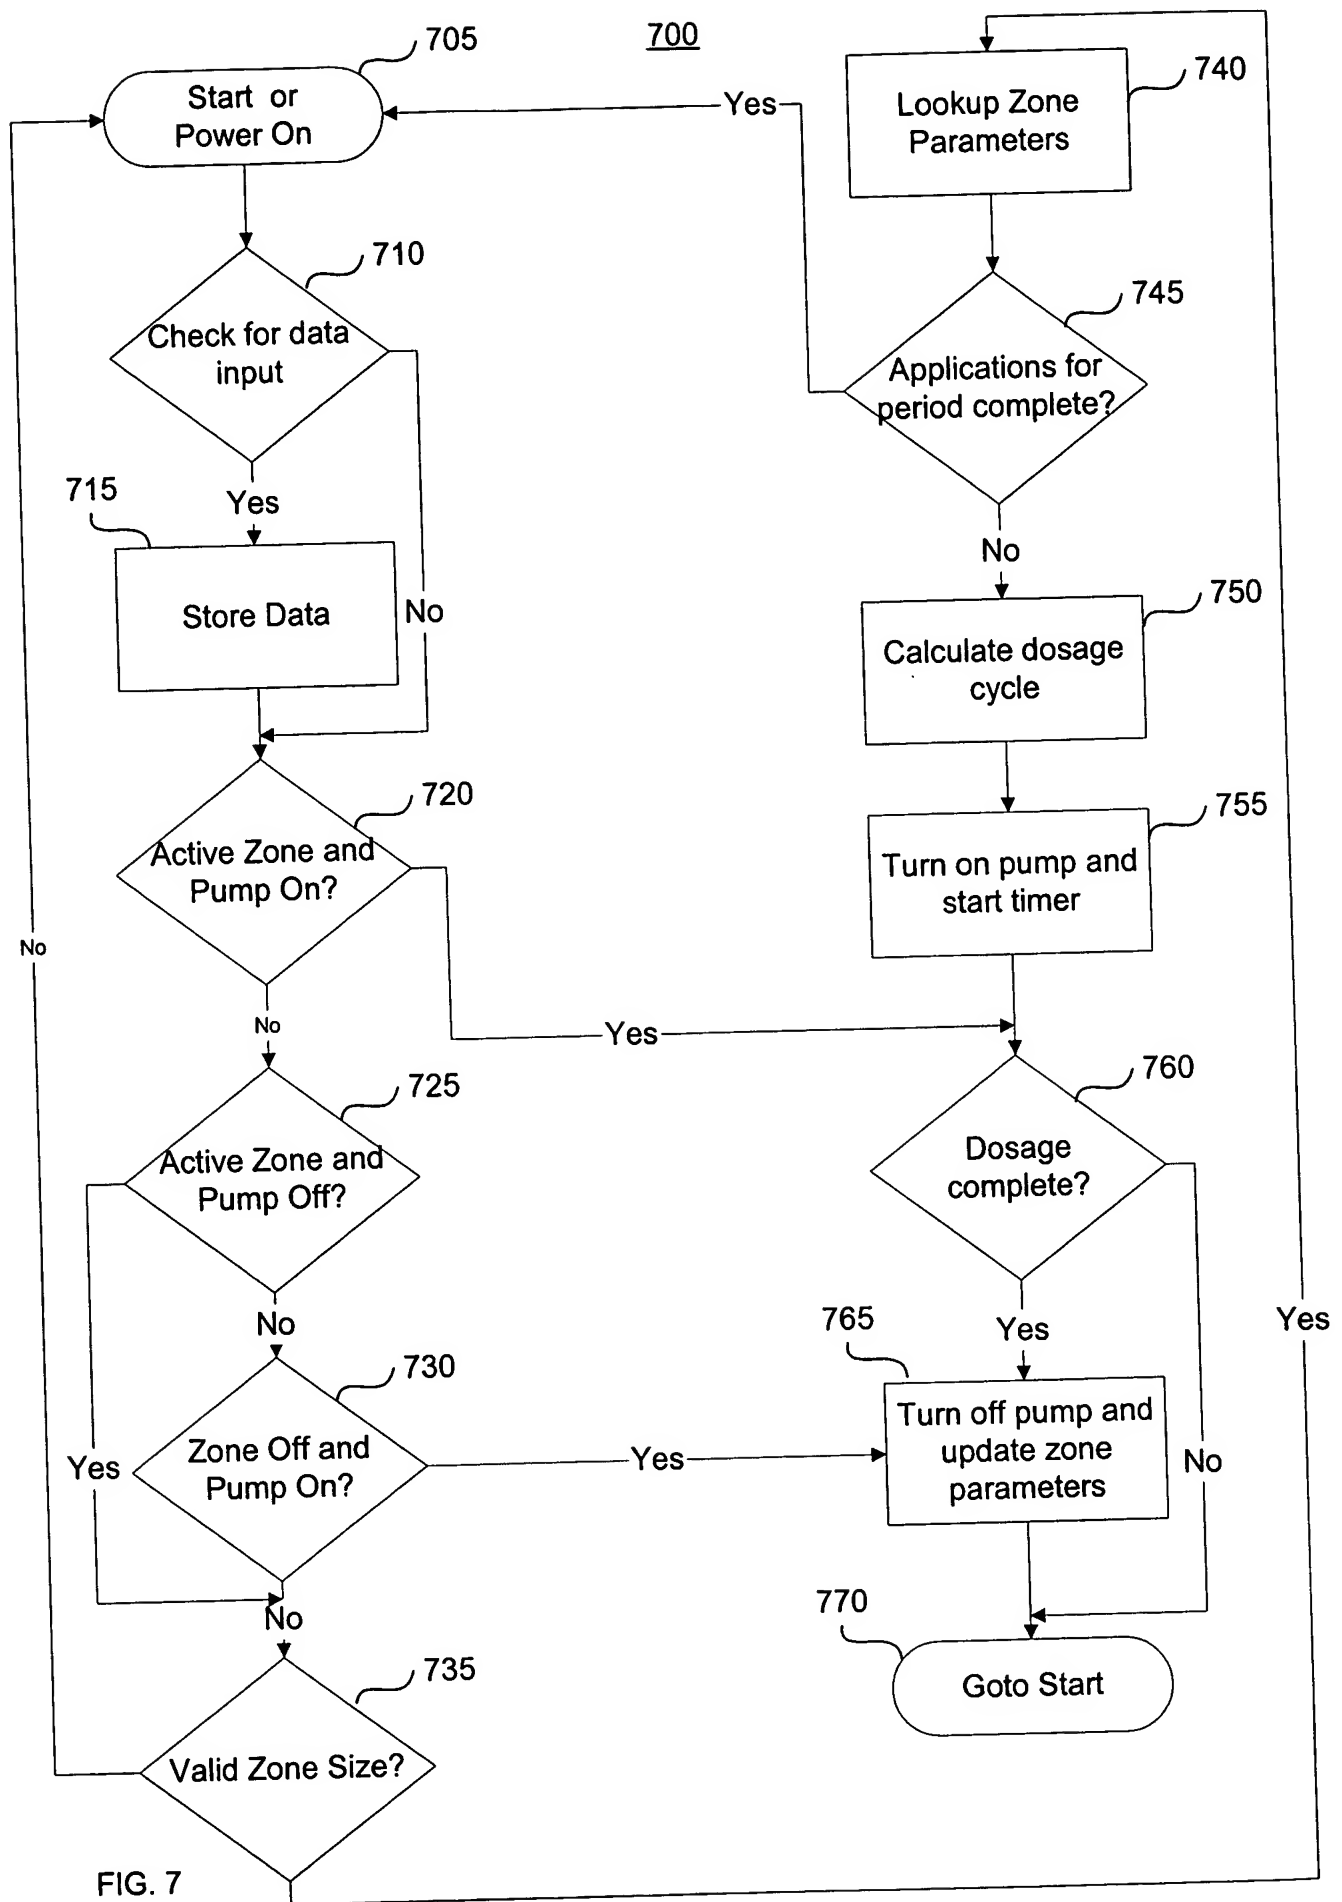 700
705
Start or
Power On
710
Check for data
input
Yes
No
715
Store Data
720
Active Zone and
Pump On?
Yes
No
725
Active Zone and
Pump Off?
Yes
No
730
Zone Off and
Pump On?
Yes
No
735
Valid Zone Size?
No
Yes
740
Lookup Zone
Parameters
745
Applications for
period complete?
Yes
No
750
Calculate dosage
cycle
755
Turn on pump and
start timer
760
Dosage
complete?
Yes
No
765
Turn off pump and
update zone
parameters
770
Goto Start
FIG. 7